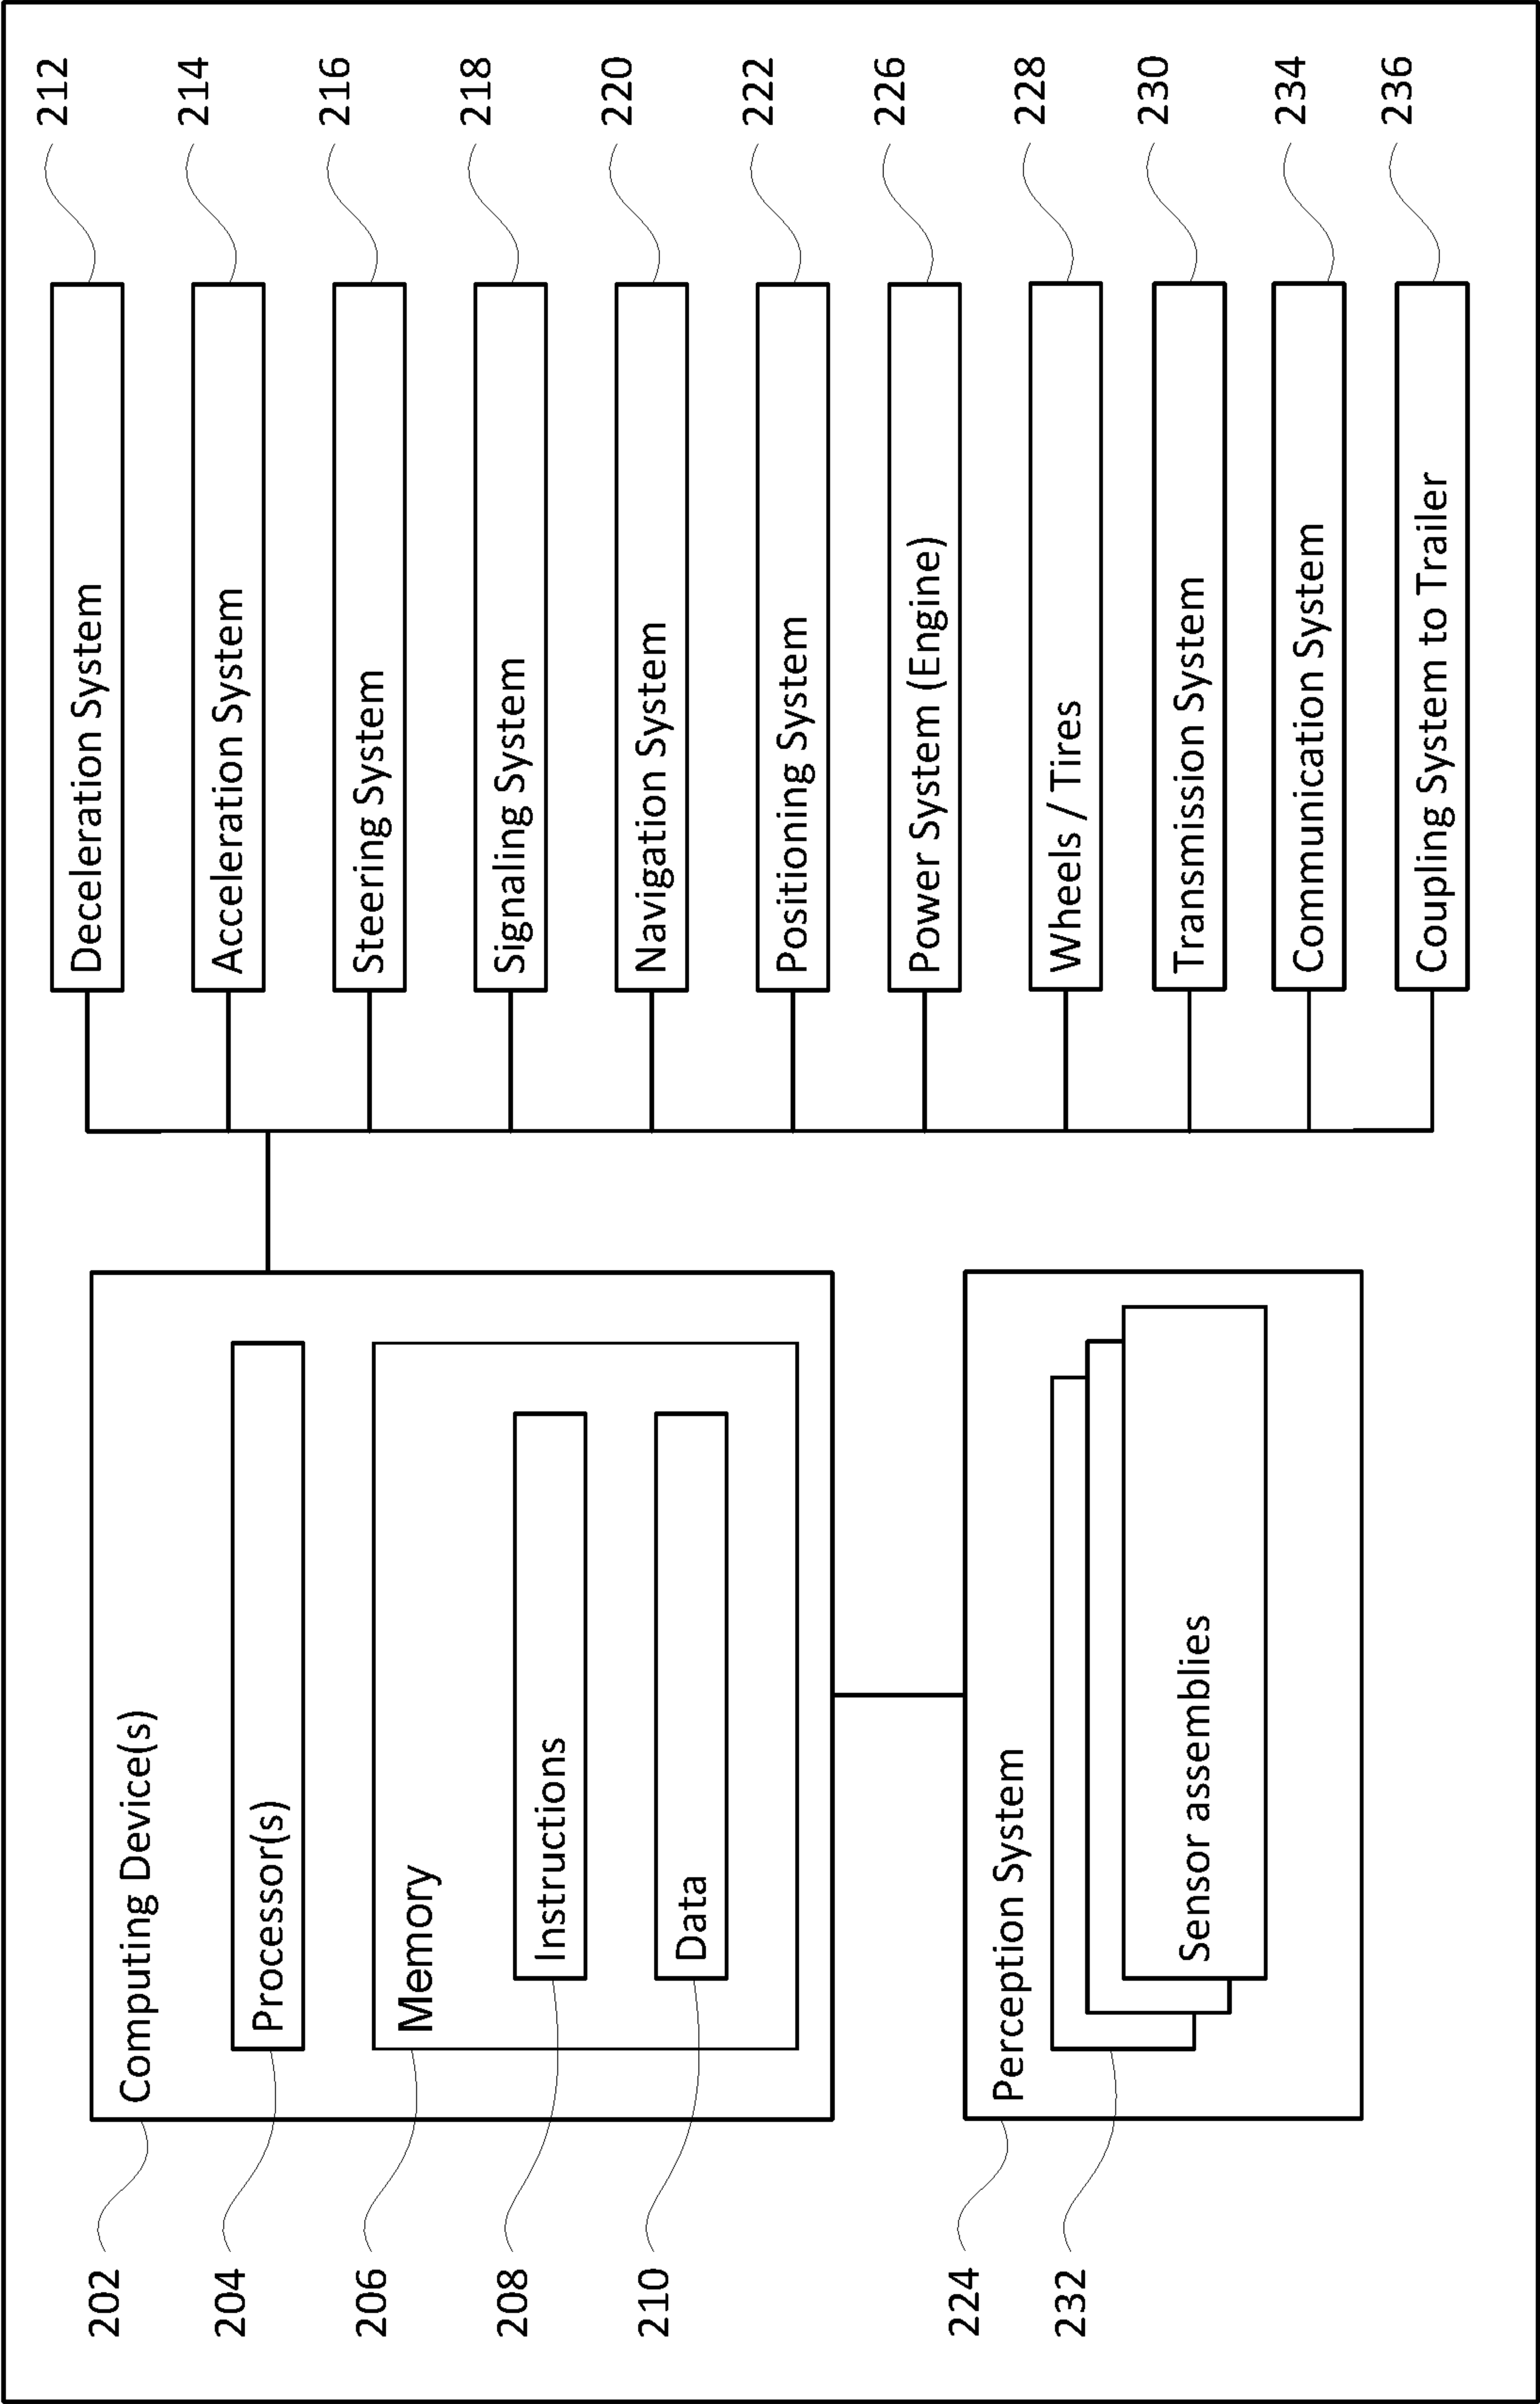 202
Computing Device(s)
204
Processor(s)
206
Memory
208
Instructions
210
Data
224
Perception System
232
Sensor assemblies
Deceleration System
212
Acceleration System
214
Steering System
216
Signaling System
218
Navigation System
220
Positioning System
222
Power System (Engine)
226
Wheels / Tires
228
Transmission System
230
Communication System
234
Coupling System to Trailer
236